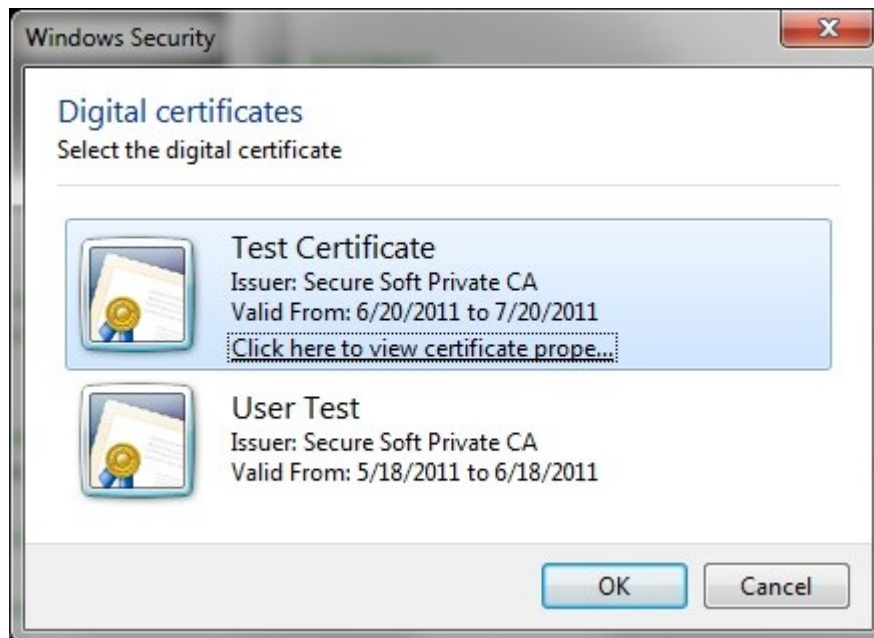 Windows Security
Digital certificates
Select the digital certificate
Test Certificate
Issuer: Secure Soft Private CA
Valid From: 6/20/2011 to 7/20/2011
Click here to view certificate prope...
User Test
Issuer: Secure Soft Private CA
Valid From: 5/18/2011 to 6/18/2011
OK Cancel